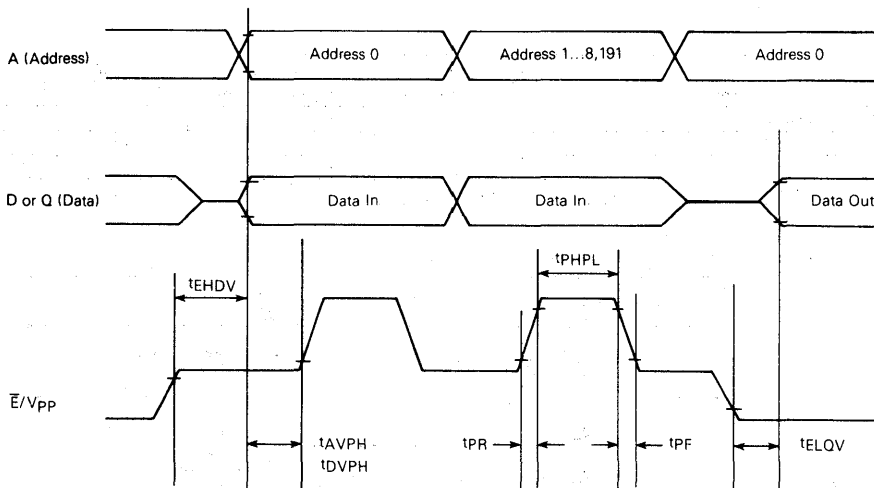 A (Address)
Address 0
Address 1...8,191
Address 0
D or Q (Data)
Data In
Data In
Data Out
tPHPL
tEHDV
E̅/VPP
tAVPH
tDVPH
tPR
tPF
tELQV